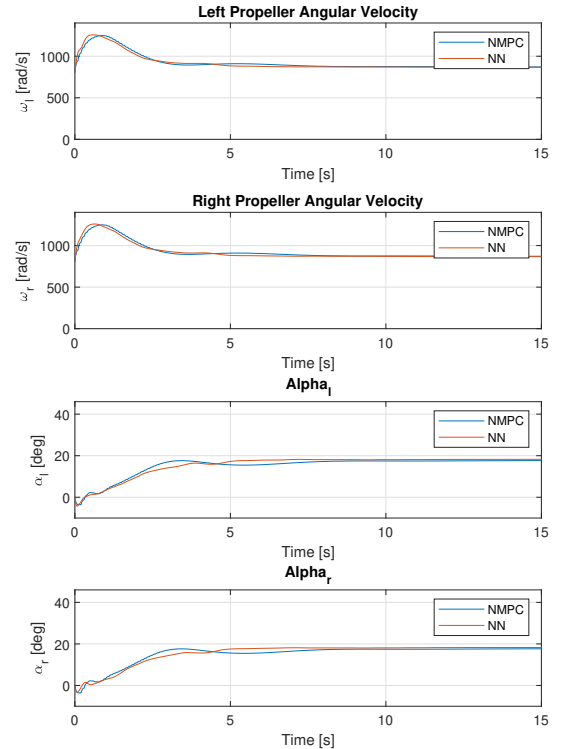 Left Propeller Angular Velocity
ω_l [rad/s]
1000
500
0
NMPC
NN
0 5 10 15
Time [s]
Right Propeller Angular Velocity
ω_r [rad/s]
1000
500
0
NMPC
NN
0 5 10 15
Time [s]
Alpha_l
α_l [deg]
40
20
0
NMPC
NN
0 5 10 15
Time [s]
Alpha_r
α_r [deg]
40
20
0
NMPC
NN
0 5 10 15
Time [s]